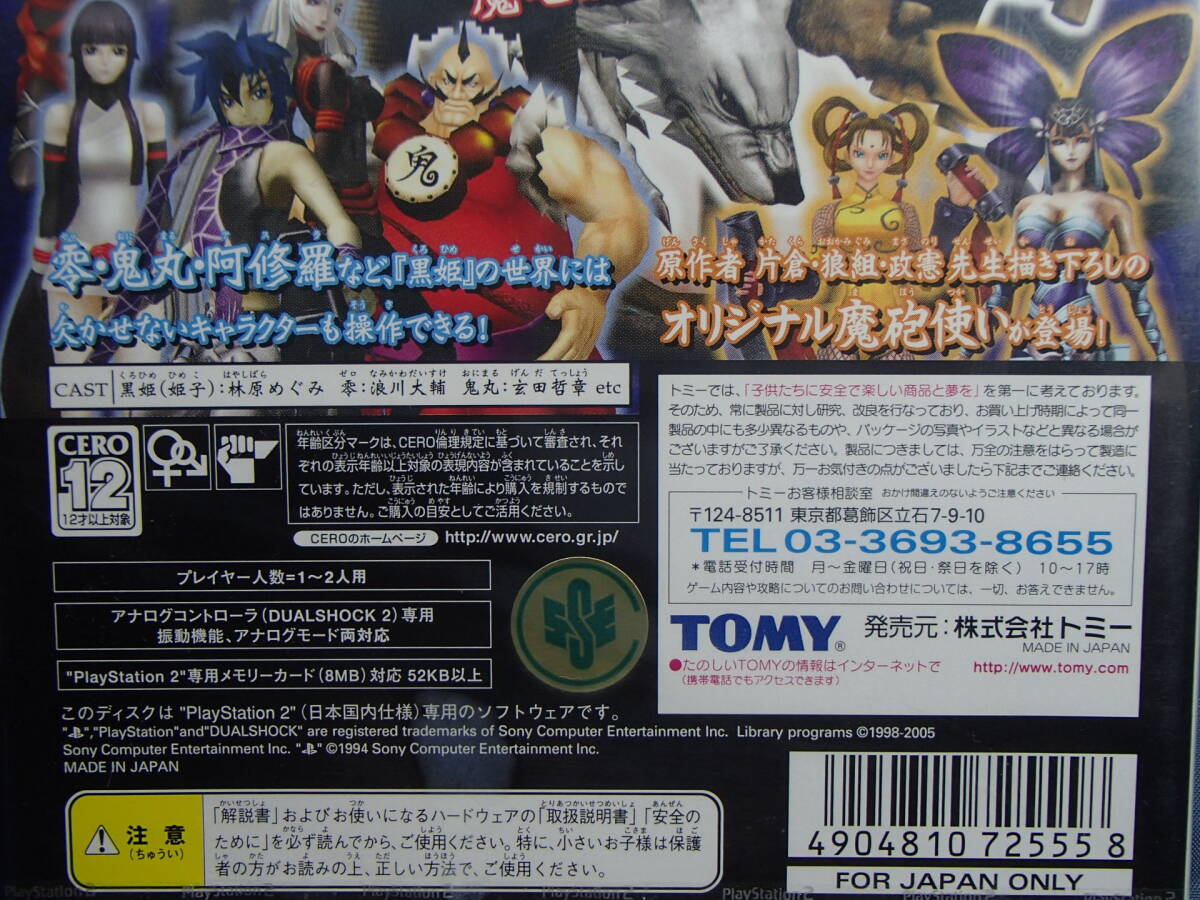 鬼
零・鬼丸・阿修羅など、『黒姫』の世界には
欠かせないキャラクターも操作できる!
原作者 片倉・狼組・政憲 先生描き下ろしの
オリジナル魔砲使いが登場!
CAST 黒姫(姫子):林原めぐみ 零:浪川大輔 鬼丸:玄田哲章 etc
トミーでは、「子供たちに安全で楽しい商品と夢を」を第一に考えております。
そのため、常に製品に対し研究、改良を行なっており、お買い上げ時期によって同一
製品の中にも多少異なるものや、パッケージの写真やイラストなどと異なる場合が
ございますがご了承ください。製品につきましては、万全の注意をはらって製造に
当たっておりますが、万一お気付きの点がございましたら下記までご連絡ください。
トミーお客様相談室 おかけ間違えのないようご注意ください
〒124-8511 東京都葛飾区立石7-9-10
TEL 03-3693-8655
*電話受付時間 月〜金曜日(祝日・祭日を除く) 10〜17時
ゲーム内容や攻略についてのお問い合わせについては、一切、お答えできません。
TOMY® 発売元:株式会社トミー
MADE IN JAPAN
●たのしいTOMYの情報はインターネットで http://www.tomy.com
(携帯電話でもアクセスできます)
CERO
12
12才以上対象
年齢区分マークは、CERO倫理規定に基づいて審査され、それ
ぞれの表示年齢以上対象の表現内容が含まれていることを示し
ています。ただし、表示された年齢により購入を規制するもので
はありません。ご購入の目安としてご活用ください。
CEROのホームページ http://www.cero.gr.jp/
プレイヤー人数=1〜2人用
アナログコントローラ(DUALSHOCK 2)専用
振動機能、アナログモード両対応
"PlayStation 2"専用メモリーカード(8MB)対応 52KB以上
このディスクは "PlayStation 2"(日本国内仕様)専用のソフトウェアです。
" ","PlayStation"and"DUALSHOCK" are registered trademarks of Sony Computer Entertainment Inc. Library programs ©1998-2005
Sony Computer Entertainment Inc. " " ©1994 Sony Computer Entertainment Inc.
MADE IN JAPAN
注意
(ちゅうい)
「解説書」およびお使いになるハードウェアの「取扱説明書」「安全の
ために」を必ず読んでから、ご使用ください。特に、小さいお子様は保護
者の方がお読みの上、正しい方法で、ご使用ください。
4904810 725558
FOR JAPAN ONLY
PlayStation 2